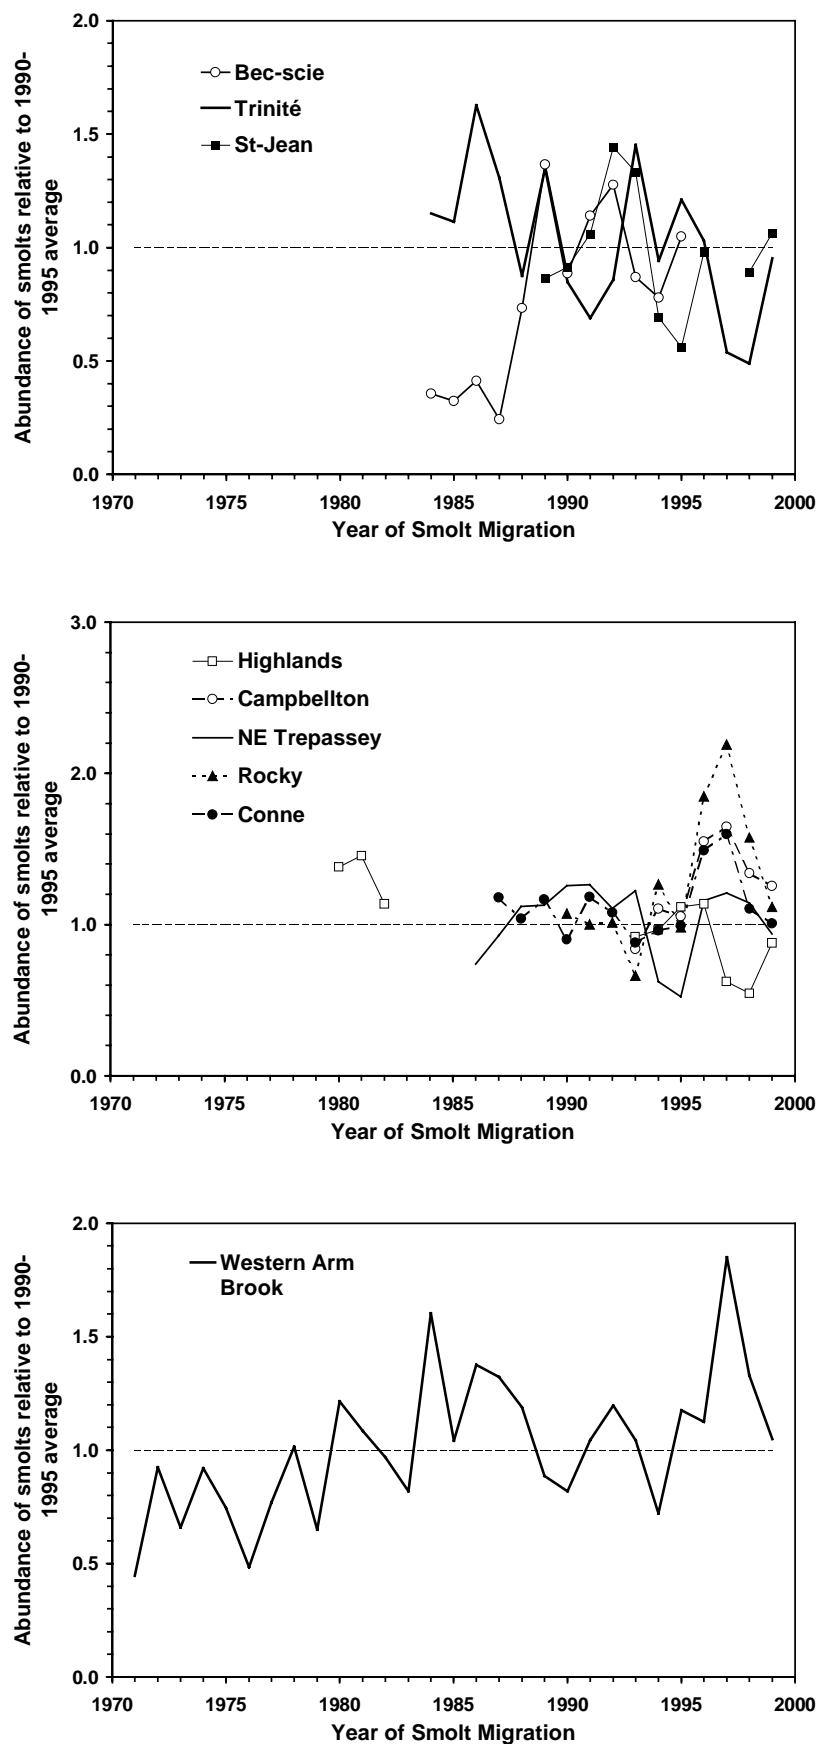 2.0
Bec-scie
Trinité
St-Jean
1.5
1.0
0.5
0.0
Abundance of smolts relative to 1990-
1995 average
1970 1975 1980 1985 1990 1995 2000
Year of Smolt Migration
3.0
Highlands
Campbellton
NE Trepassey
Rocky
Conne
2.0
1.0
0.0
Abundance of smolts relative to 1990-
1995 average
1970 1975 1980 1985 1990 1995 2000
Year of Smolt Migration
2.0
Western Arm
Brook
1.5
1.0
0.5
0.0
Abundance of smolts relative to 1990-
1995 average
1970 1975 1980 1985 1990 1995 2000
Year of Smolt Migration